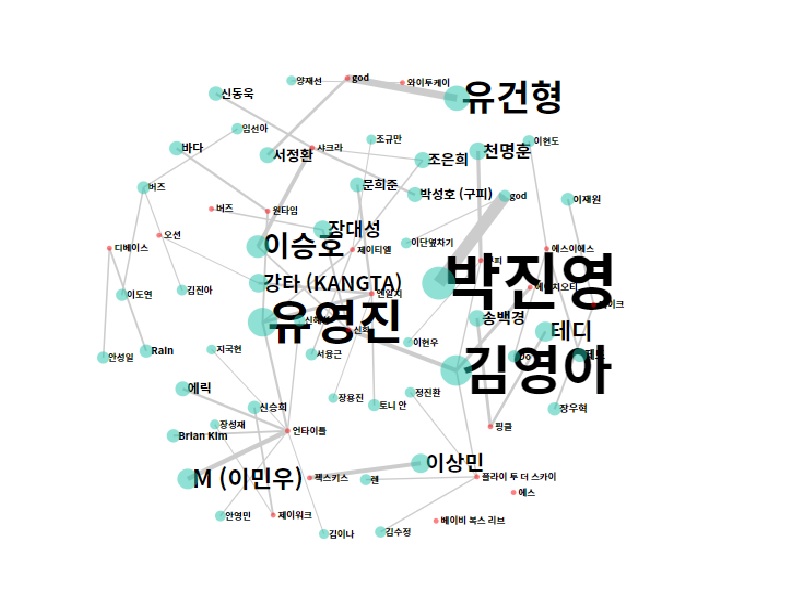 god
양재선
와이투케이
신동욱
유건형
임선아
바다
샤크라
조규만
이현도
서정환
조은희
천명훈
버즈
문희준
박성호 (구피)
god
이재원
버즈
원타임
장대성
오션
디베이스
이승호
제이티엘
이단옆차기
에스이에스
강타 (KANGTA)
박진영
이도연
김진아
유영진
신화
송백경
테디
안성일
Rain
지국현
서용근
이현우
김영아
에릭
장용진
토니 안
정진환
장우혁
신승희
장성재
Brian Kim
언타이틀
핑클
M (이민우)
젝스키스
렌
이상민
플라이 투 더 스카이
에스
안영민
제이워크
베이비 복스 리브
김이나
김수정